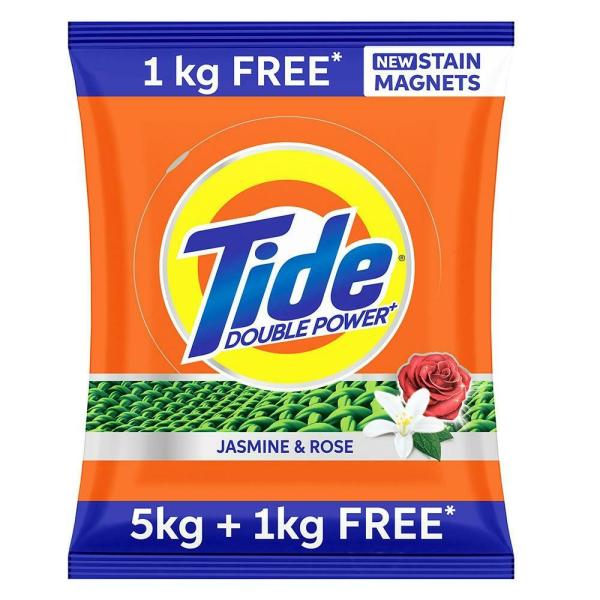 1 kg FREE*
NEW STAIN
MAGNETS
Tide®
DOUBLE POWER+
JASMINE & ROSE
5kg + 1kg FREE*